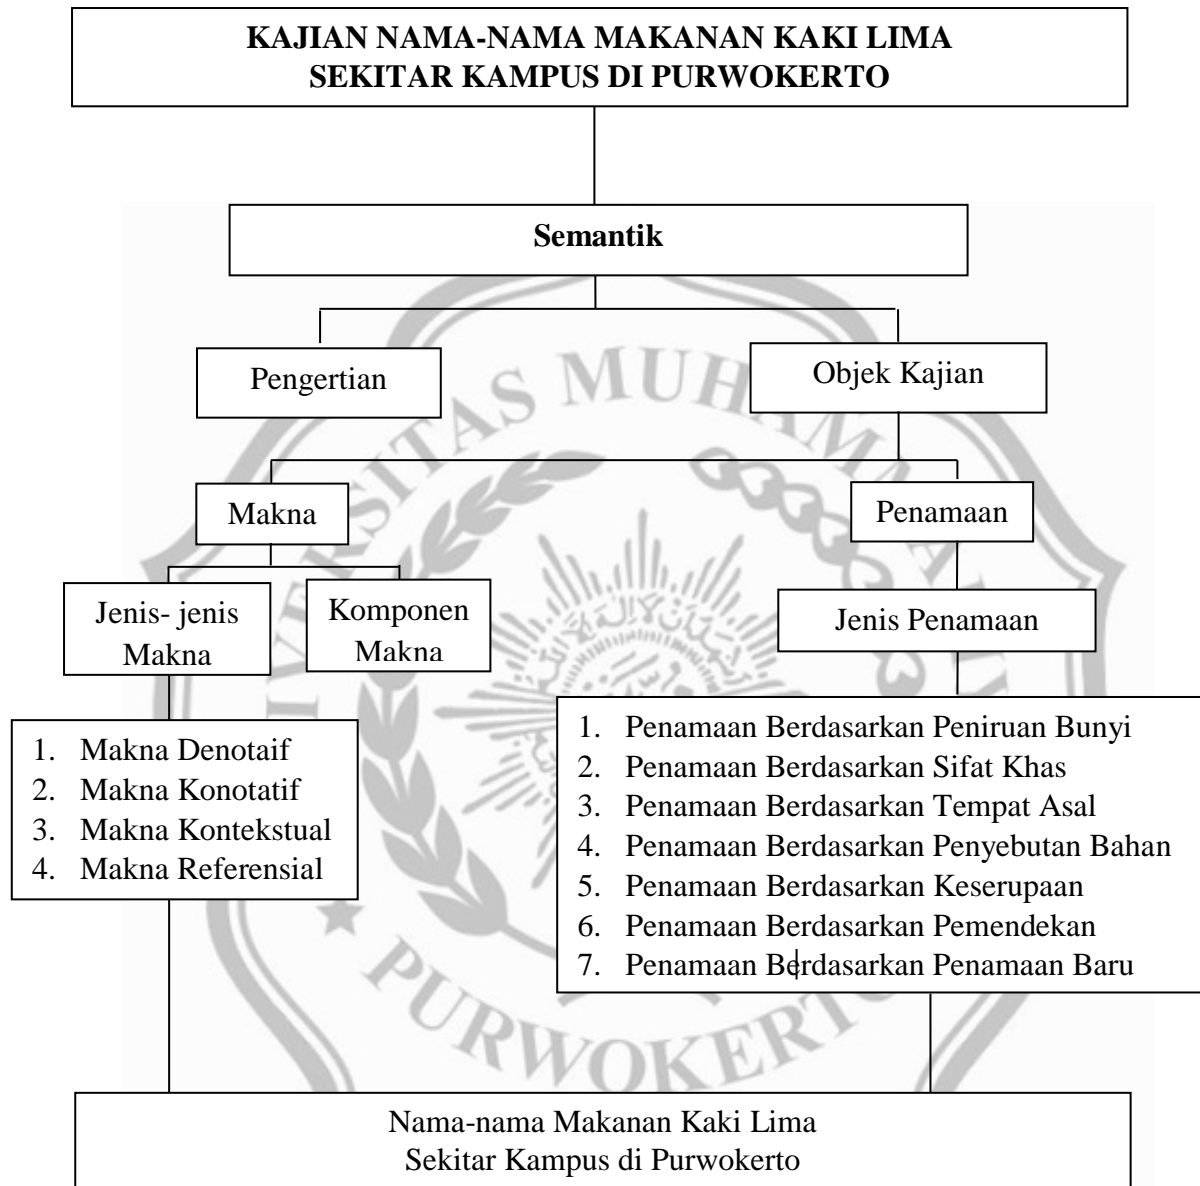 KAJIAN NAMA-NAMA MAKANAN KAKI LIMA
SEKITAR KAMPUS DI PURWOKERTO
Semantik
Pengertian
Objek Kajian
Makna
Penamaan
Jenis- jenis
Makna
Komponen
Makna
Jenis Penamaan
1. Makna Denotaif
2. Makna Konotatif
3. Makna Kontekstual
4. Makna Referensial
1. Penamaan Berdasarkan Peniruan Bunyi
2. Penamaan Berdasarkan Sifat Khas
3. Penamaan Berdasarkan Tempat Asal
4. Penamaan Berdasarkan Penyebutan Bahan
5. Penamaan Berdasarkan Keserupaan
6. Penamaan Berdasarkan Pemendekan
7. Penamaan Berdasarkan Penamaan Baru
Nama-nama Makanan Kaki Lima
Sekitar Kampus di Purwokerto
PURWOKERTO